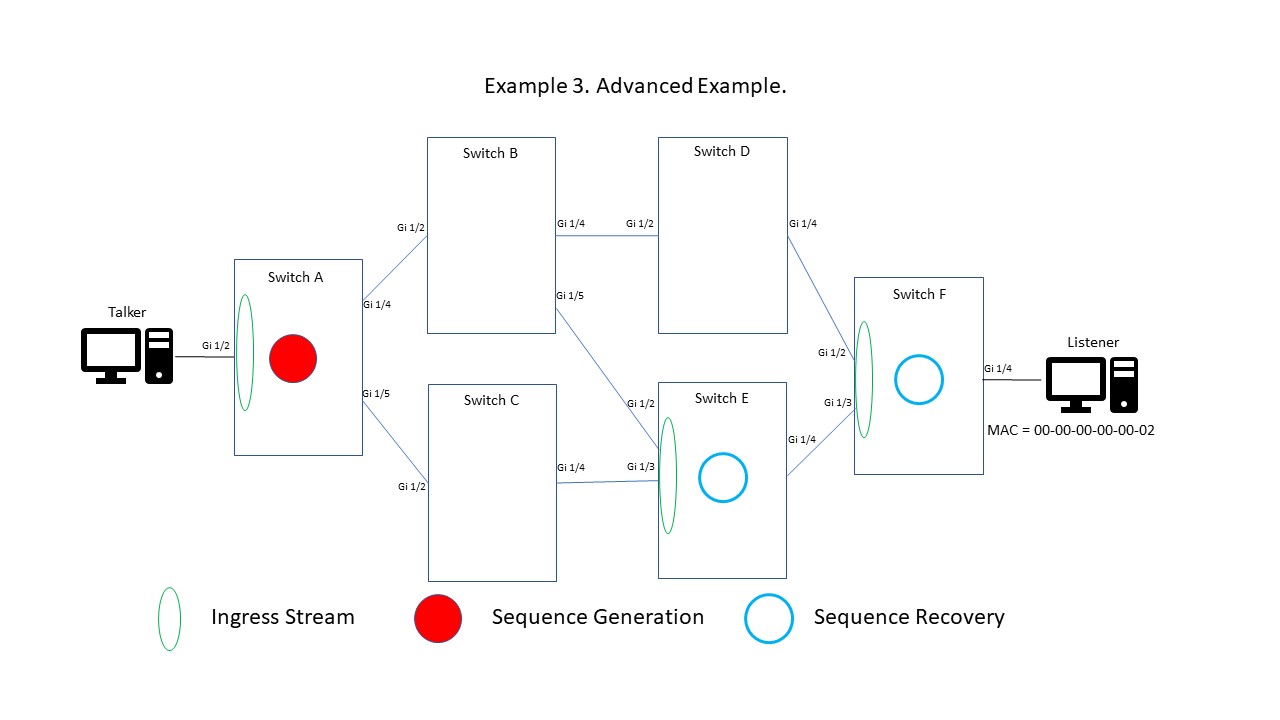 Example 3. Advanced Example.
Switch B
Switch D
Gi 1/2
Gi 1/4
Gi 1/2
Gi 1/4
Switch A
Gi 1/4
Gi 1/5
Switch F
Talker
Gi 1/2
Gi 1/2
Listener
Gi 1/4
MAC = 00-00-00-00-00-02
Gi 1/5
Switch C
Gi 1/2
Switch E
Gi 1/3
Gi 1/4
Gi 1/2
Gi 1/4
Gi 1/3
Ingress Stream
Sequence Generation
Sequence Recovery